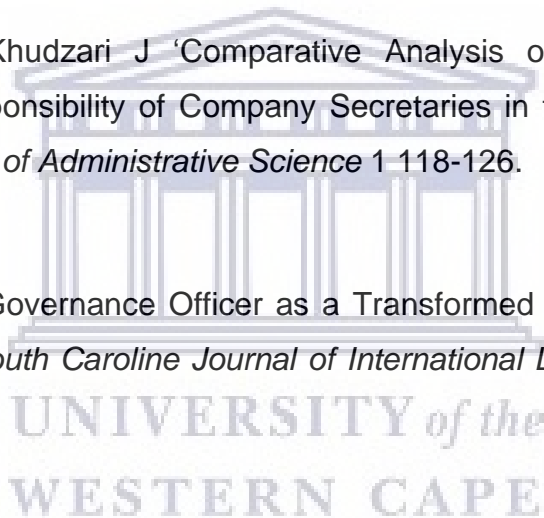 Khudzari J ‘Comparative Analysis o
ponsibility of Company Secretaries in
of Administrative Science 1 118-126.
Governance Officer as a Transformed
outh Caroline Journal of International
UNIVERSITY of the
WESTERN CAPE